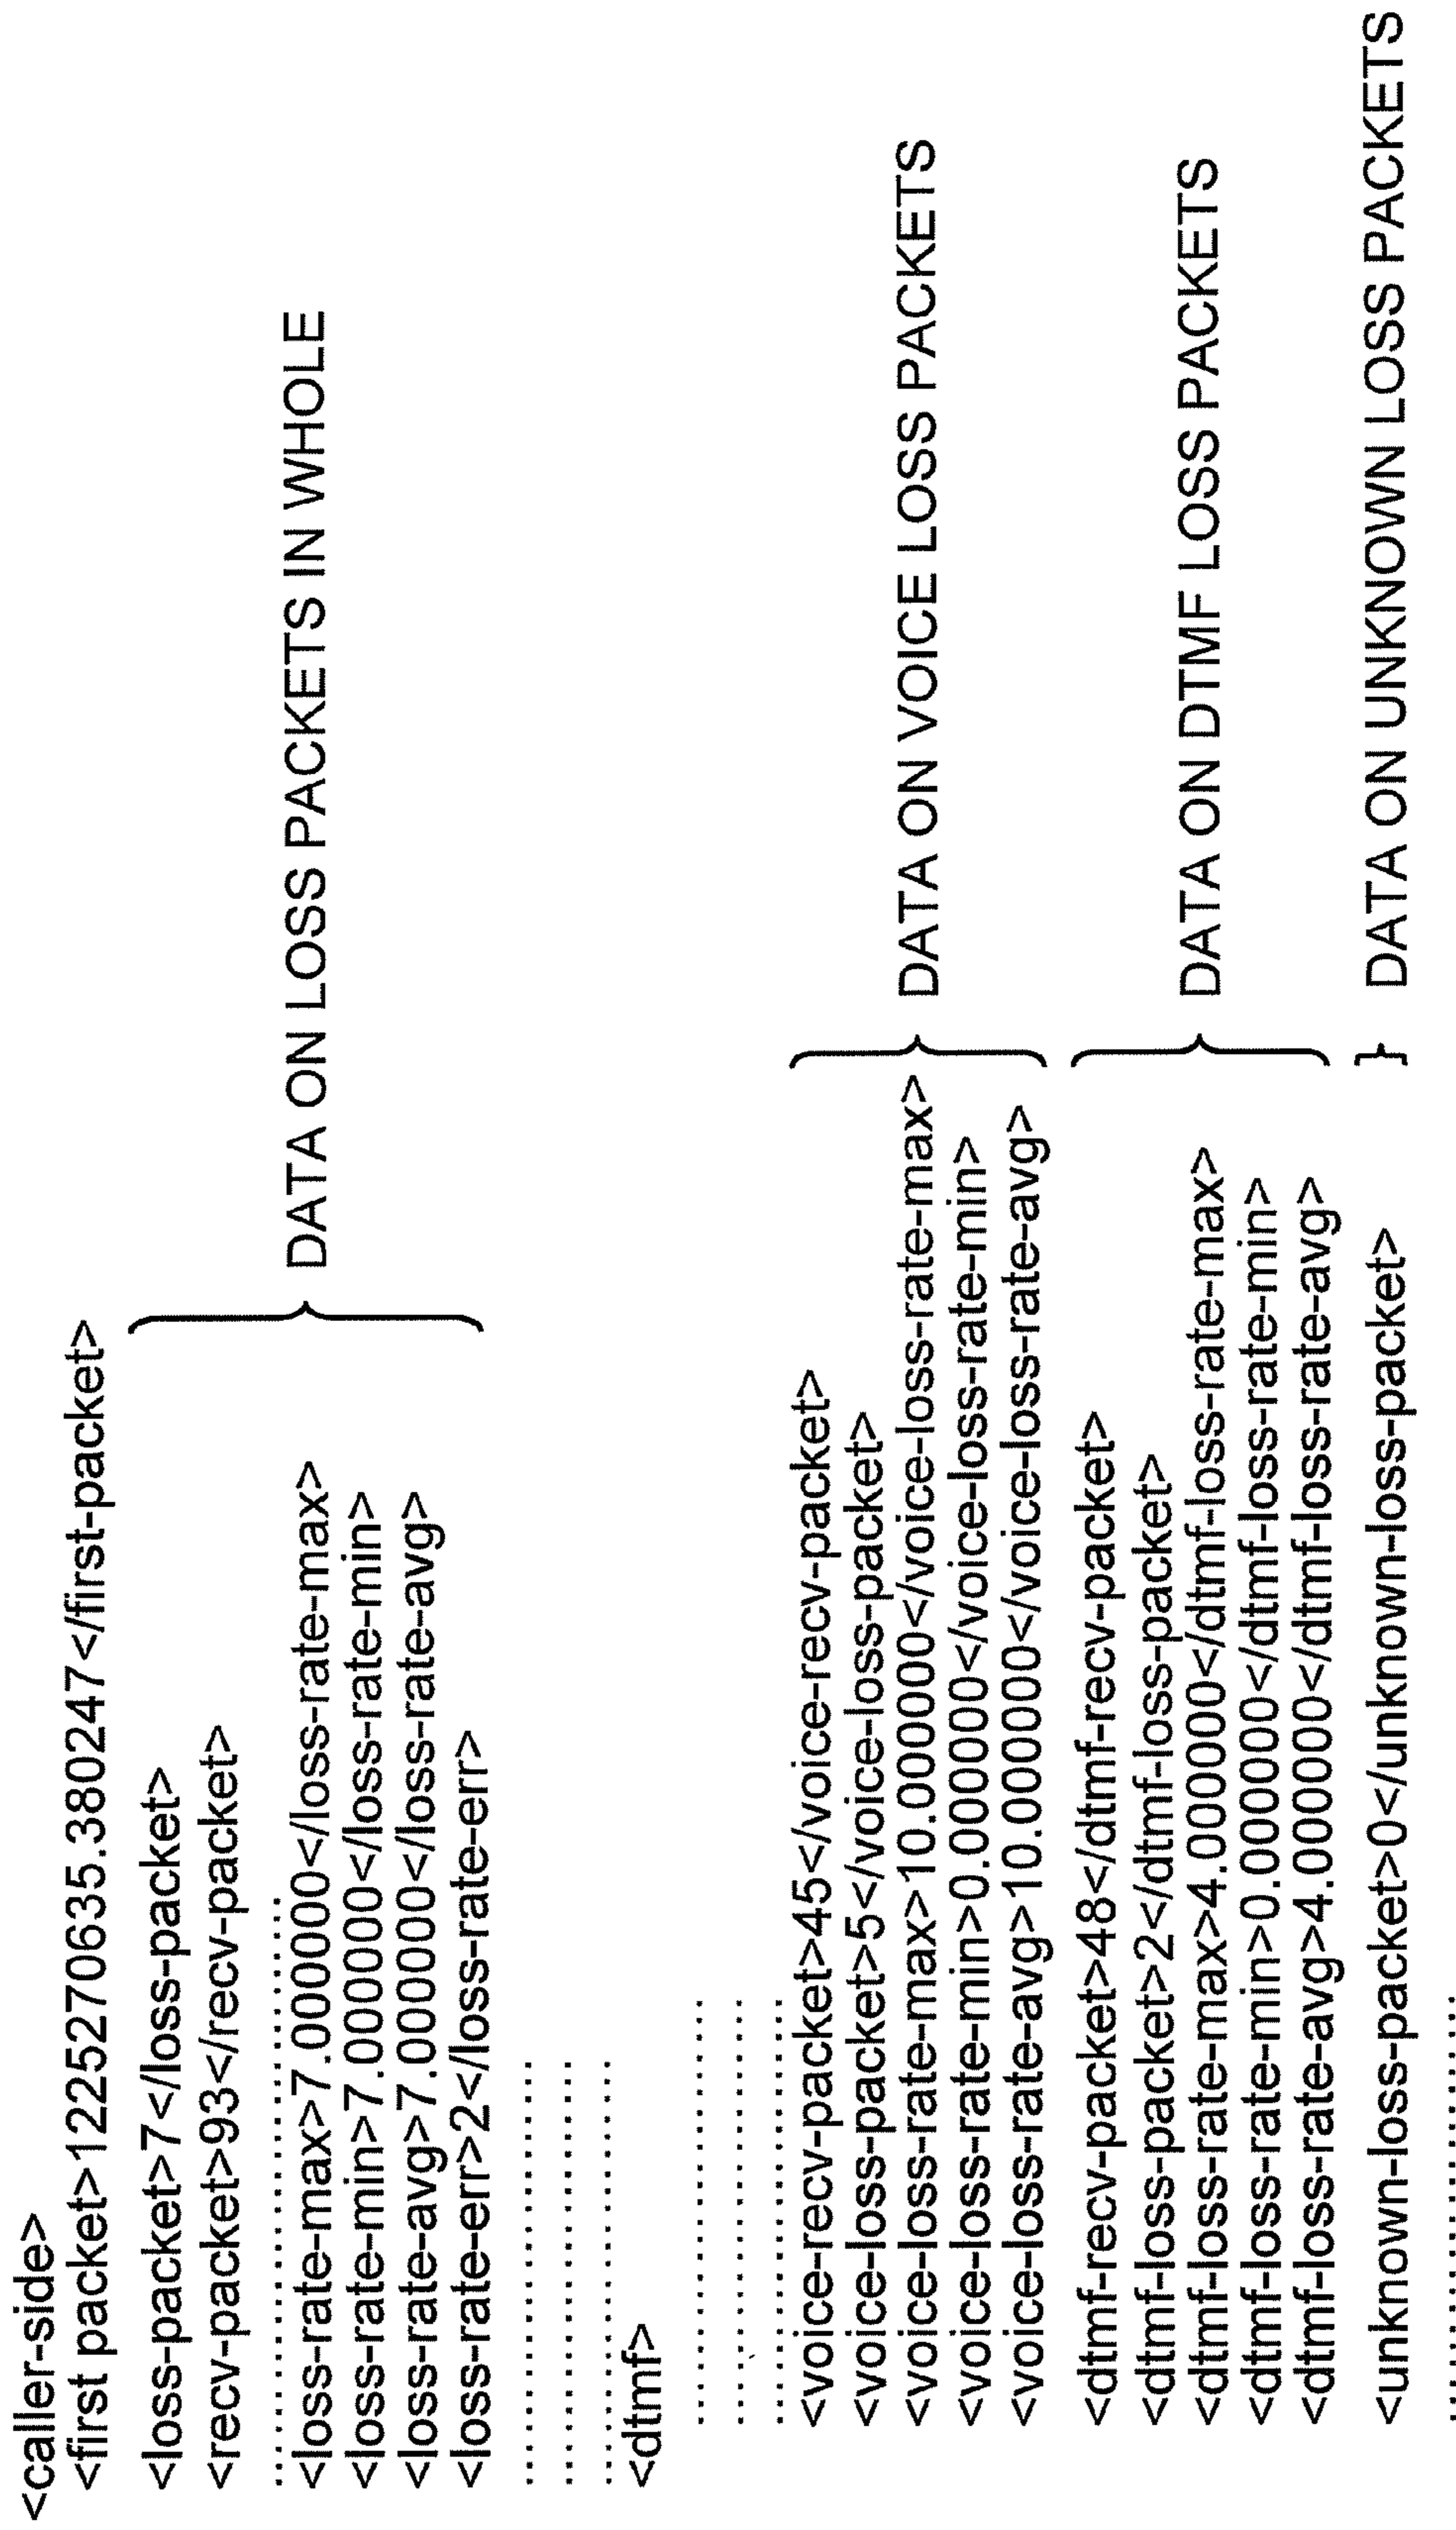 <caller-side>
<first packet>1225270635.380247</first-packet>
<loss-packet>7</loss-packet>
<recv-packet>93</recv-packet>
<loss-rate-max>7.000000</loss-rate-max>
<loss-rate-min>7.000000</loss-rate-min>
<loss-rate-avg>7.000000</loss-rate-avg>
<loss-rate-err>2</loss-rate-err>
DATA ON LOSS PACKETS IN WHOLE
<dtmf>
<voice-recv-packet>45</voice-recv-packet>
<voice-loss-packet>5</voice-loss-packet>
<voice-loss-rate-max>10.000000</voice-loss-rate-max>
<voice-loss-rate-min>0.000000</voice-loss-rate-min>
<voice-loss-rate-avg>10.000000</voice-loss-rate-avg>
DATA ON VOICE LOSS PACKETS
<dtmf-recv-packet>48</dtmf-recv-packet>
<dtmf-loss-packet>2</dtmf-loss-packet>
<dtmf-loss-rate-max>4.000000</dtmf-loss-rate-max>
<dtmf-loss-rate-min>0.000000</dtmf-loss-rate-min>
<dtmf-loss-rate-avg>4.000000</dtmf-loss-rate-avg>
DATA ON DTMF LOSS PACKETS
<unknown-loss-packet>0</unknown-loss-packet>
DATA ON UNKNOWN LOSS PACKETS